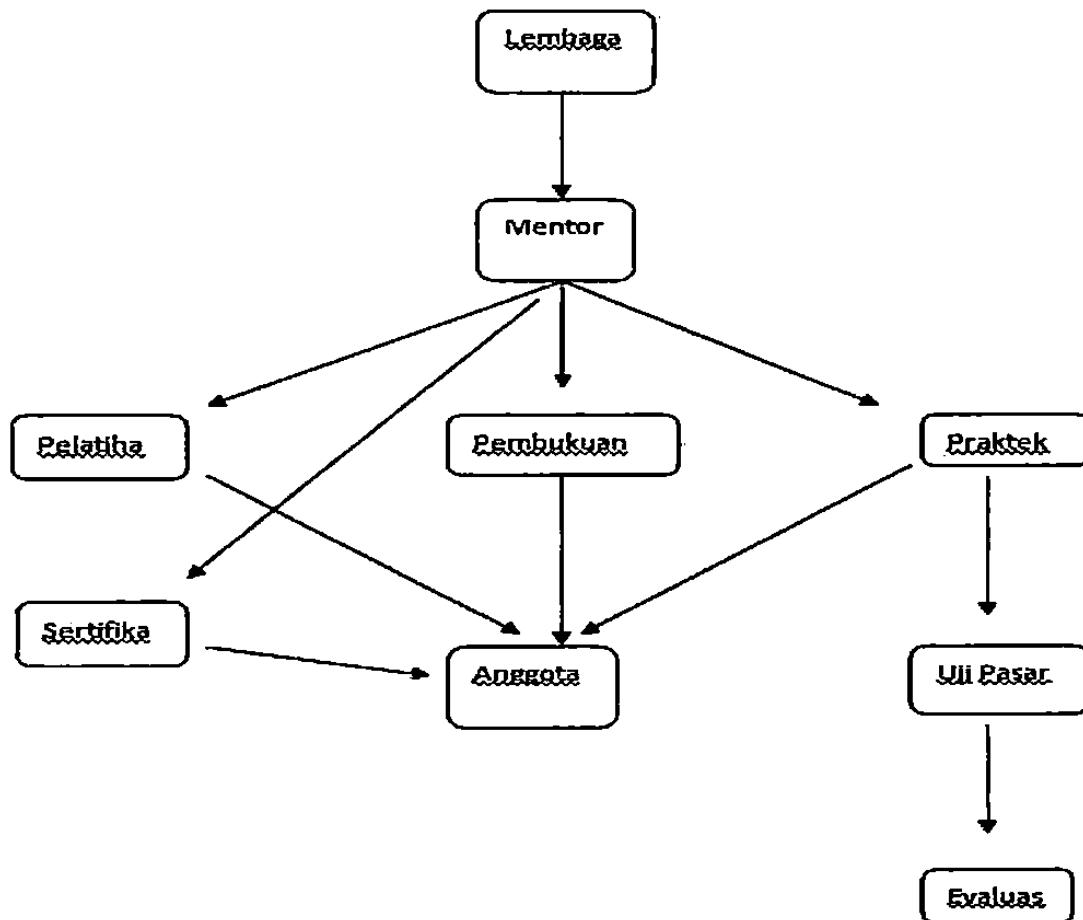 Lembaga
Mentor
Pelatiha
Pembukuan
Praktek
Sertifika
Anggota
Uji Pasar
Evaluas